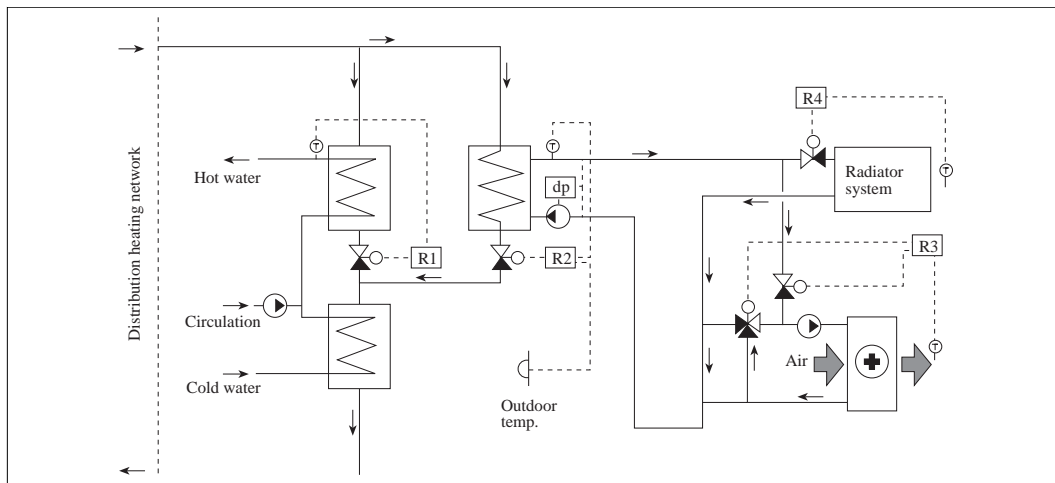 Distribution heating network
R4
T
T
T
Hot water
dp
Radiator
system
T
R1
R2
R3
Circulation
T
Air
Cold water
Outdoor
temp.